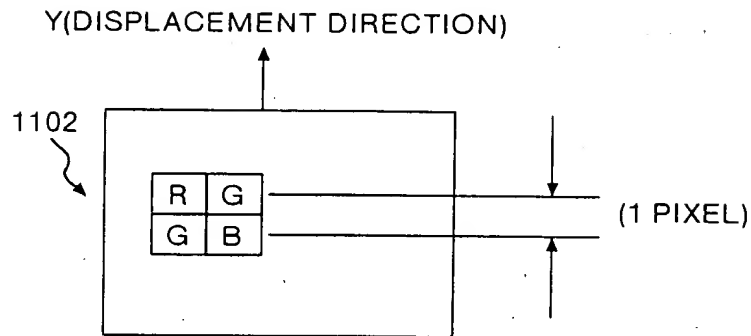 Y(DISPLACEMENT DIRECTION)
1102
R G
G B
(1 PIXEL)